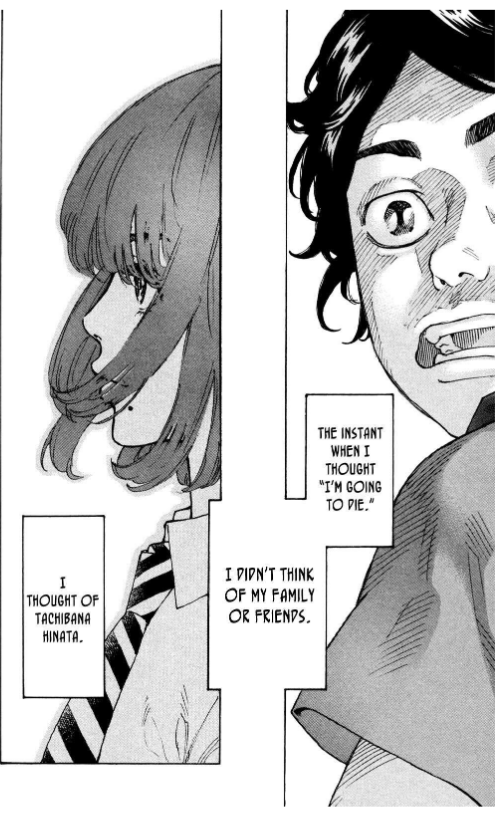 THE INSTANT
WHEN I
THOUGHT
"I'M GOING
TO DIE."
I DIDN'T THINK
OF MY FAMILY
OR FRIENDS.
I
THOUGHT OF
TACHIBANA
HINATA.